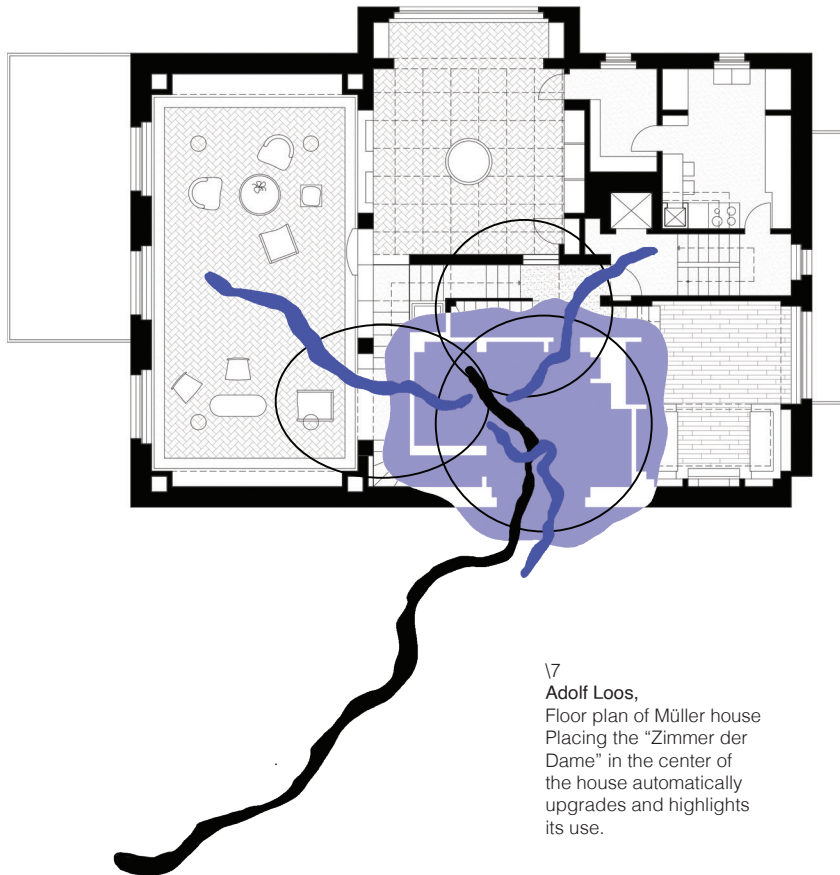 \7
Adolf Loos,
Floor plan of Müller house
Placing the “Zimmer der
Dame” in the center of
the house automatically
upgrades and highlights
its use.